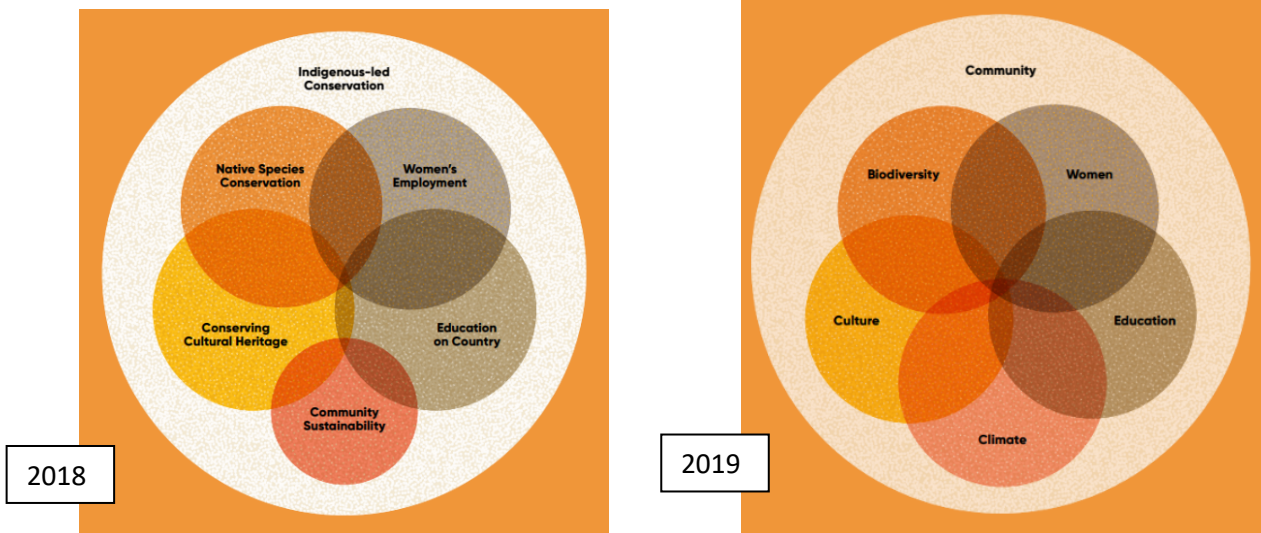 Indigenous-led
Conservation
Native Species
Conservation
Women's
Employment
Conserving
Cultural Heritage
Education
on Country
Community
Sustainability
2018
Community
Biodiversity
Women
Culture
Education
Climate
2019